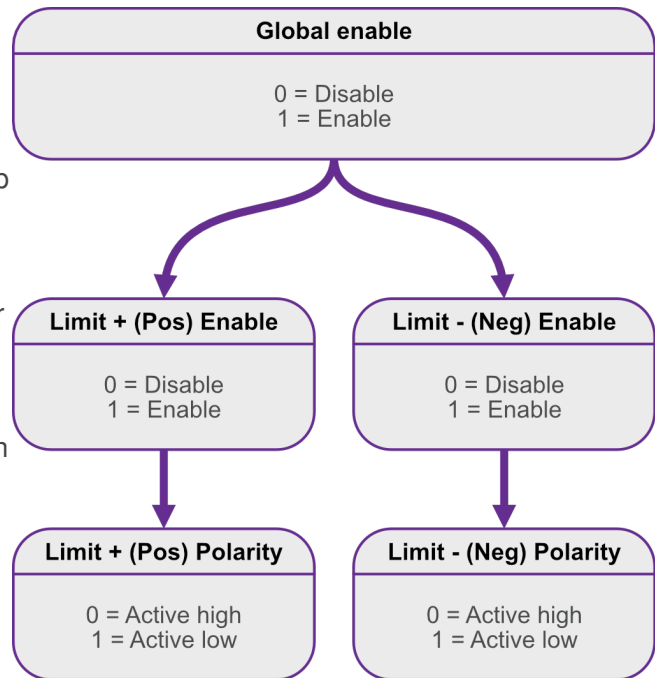 Global enable
0 = Disable
1 = Enable
Limit + (Pos) Enable
0 = Disable
1 = Enable
Limit - (Neg) Enable
0 = Disable
1 = Enable
Limit + (Pos) Polarity
0 = Active high
1 = Active low
Limit - (Neg) Polarity
0 = Active high
1 = Active low